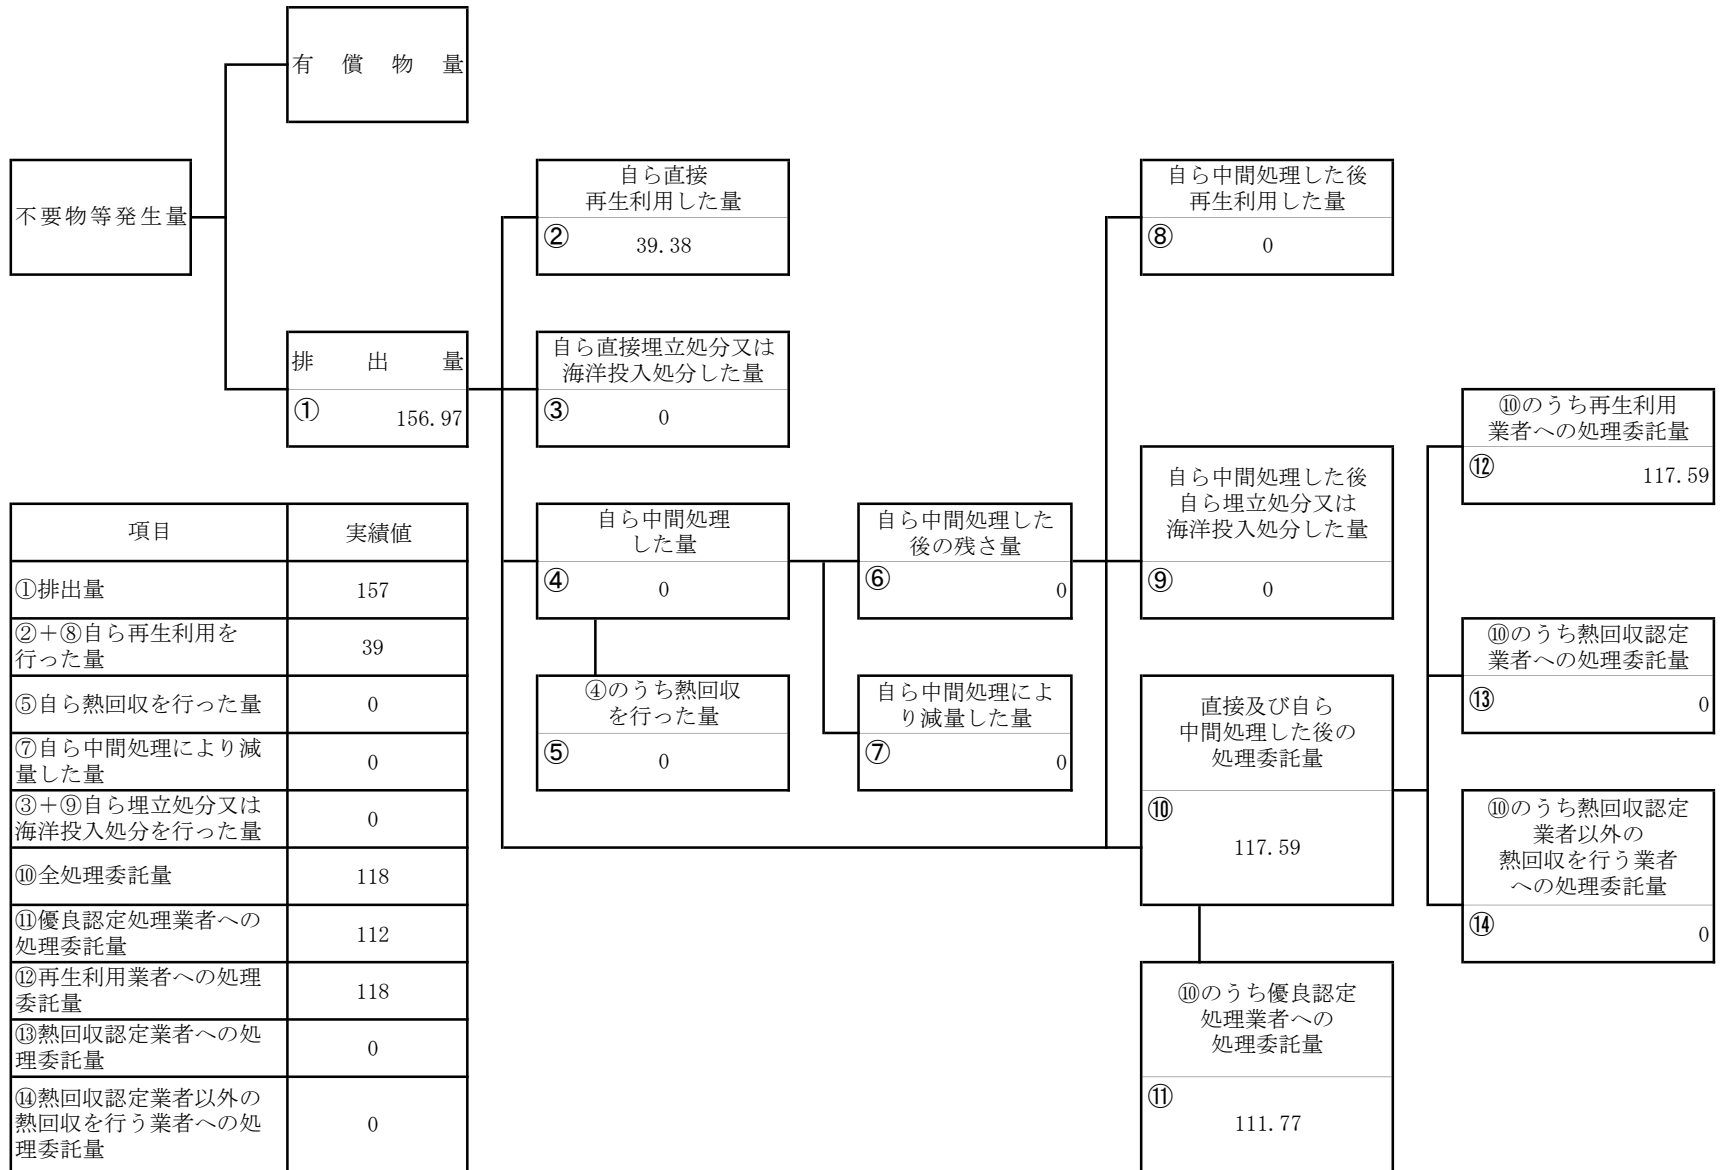 有償物量
不要物等発生量
排出量
①
156.97
自ら直接
再生利用した量
②
39.38
自ら直接埋立処分又は
海洋投入処分した量
③
0
自ら中間処理
した量
④
0
④のうち熱回収
を行った量
⑤
0
自ら中間処理した
後の残さ量
⑥
0
自ら中間処理によ
り減量した量
⑦
0
自ら中間処理した後
再生利用した量
⑧
0
自ら中間処理した後
自ら埋立処分又は
海洋投入処分した量
⑨
0
直接及び自ら
中間処理した後の
処理委託量
⑩
117.59
⑩のうち優良認定
処理業者への
処理委託量
⑪
111.77
⑩のうち再生利用
業者への処理委託量
⑫
117.59
⑩のうち熱回収認定
業者への処理委託量
⑬
0
⑩のうち熱回収認定
業者以外の
熱回収を行う業者
への処理委託量
⑭
0
項目 実績値
①排出量 157
②＋⑧自ら再生利用を
行った量 39
⑤自ら熱回収を行った量 0
⑦自ら中間処理により減
量した量 0
③＋⑨自ら埋立処分又は
海洋投入処分を行った量 0
⑩全処理委託量 118
⑪優良認定処理業者への
処理委託量 112
⑫再生利用業者への処理
委託量 118
⑬熱回収認定業者への処
理委託量 0
⑭熱回収認定業者以外の
熱回収を行う業者への処
理委託量 0